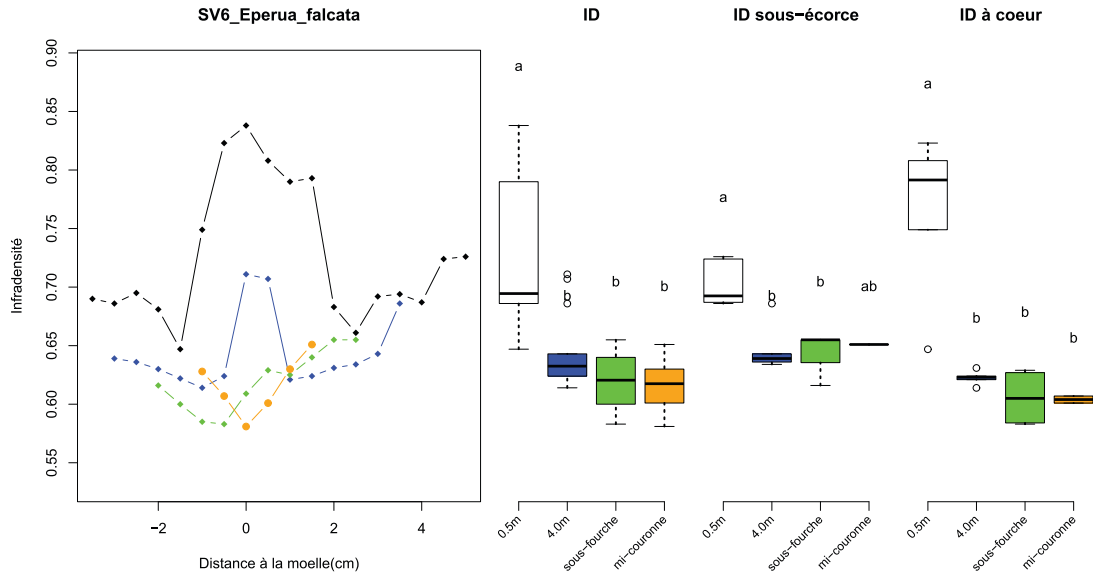 SV6_Eperua_falcata
ID
ID sous−écorce
ID à coeur
Infradensité
0.90
0.85
0.80
0.75
0.70
0.65
0.60
0.55
−2
0
2
4
Distance à la moelle(cm)
a
b
b
b
0.5m
4.0m
sous−fourche
mi−couronne
a
b
b
ab
0.5m
4.0m
sous−fourche
mi−couronne
a
b
b
b
0.5m
4.0m
sous−fourche
mi−couronne